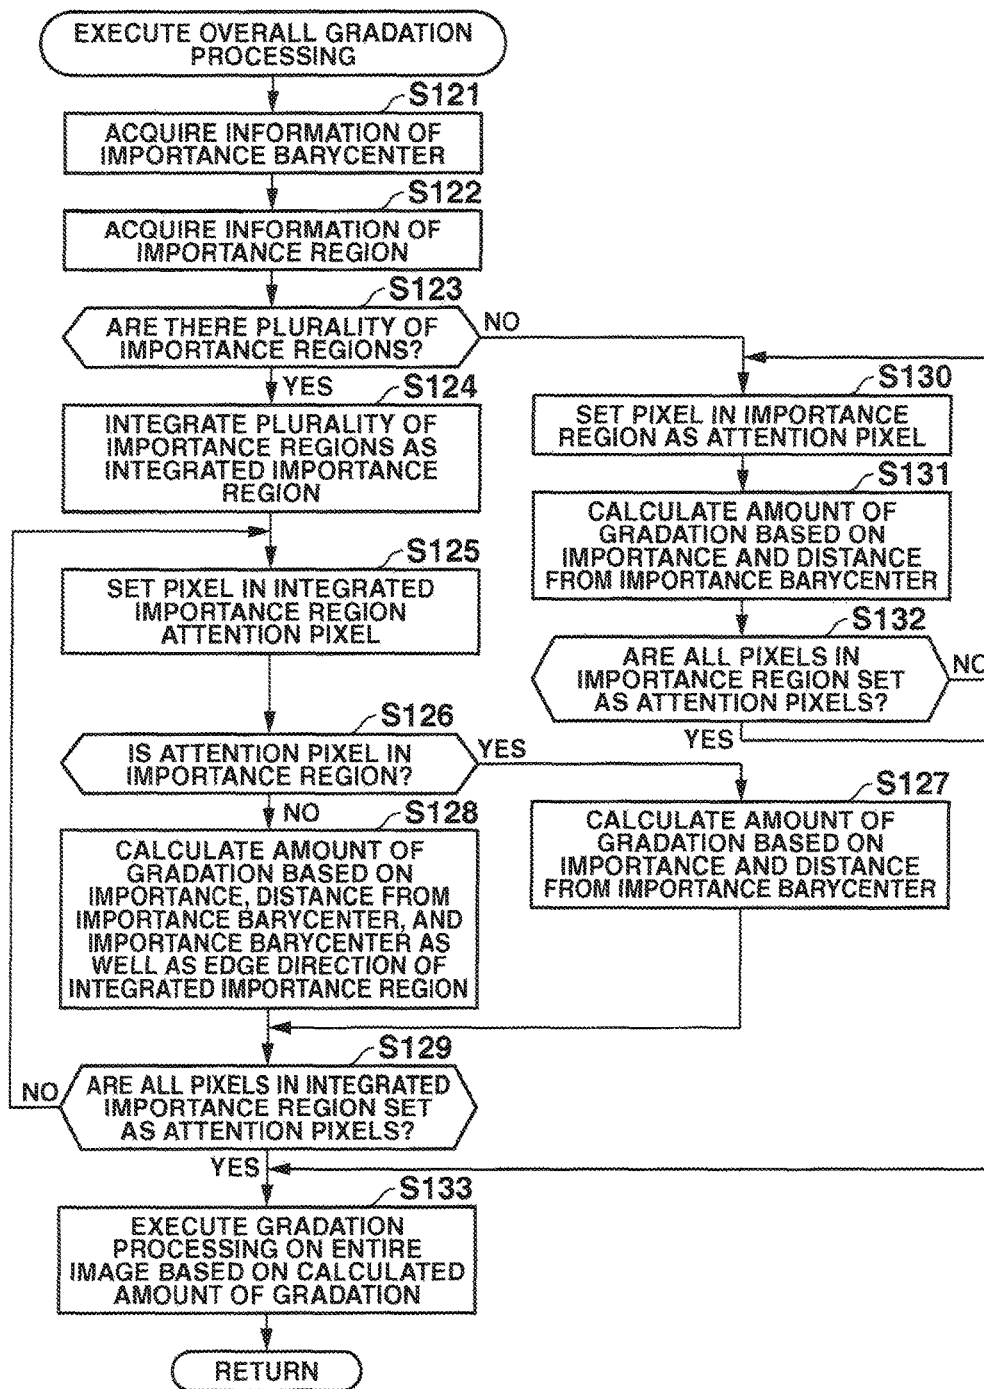 EXECUTE OVERALL GRADATION
PROCESSING
S121
ACQUIRE INFORMATION OF
IMPORTANCE BARYCENTER
S122
ACQUIRE INFORMATION OF
IMPORTANCE REGION
S123
ARE THERE PLURALITY OF
IMPORTANCE REGIONS?
NO
YES
S124
INTEGRATE PLURALITY OF
IMPORTANCE REGIONS AS
INTEGRATED IMPORTANCE
REGION
S125
SET PIXEL IN INTEGRATED
IMPORTANCE REGION
ATTENTION PIXEL
S126
IS ATTENTION PIXEL IN
IMPORTANCE REGION?
YES
NO
S128
CALCULATE AMOUNT OF
GRADATION BASED ON
IMPORTANCE, DISTANCE FROM
IMPORTANCE BARYCENTER, AND
IMPORTANCE BARYCENTER AS
WELL AS EDGE DIRECTION OF
INTEGRATED IMPORTANCE REGION
S127
CALCULATE AMOUNT OF
GRADATION BASED ON
IMPORTANCE AND DISTANCE
FROM IMPORTANCE BARYCENTER
S129
ARE ALL PIXELS IN INTEGRATED
IMPORTANCE REGION SET
AS ATTENTION PIXELS?
NO
YES
S130
SET PIXEL IN IMPORTANCE
REGION AS ATTENTION PIXEL
S131
CALCULATE AMOUNT OF
GRADATION BASED ON
IMPORTANCE AND DISTANCE
FROM IMPORTANCE BARYCENTER
S132
ARE ALL PIXELS IN
IMPORTANCE REGION SET
AS ATTENTION PIXELS?
NO
YES
S133
EXECUTE GRADATION
PROCESSING ON ENTIRE
IMAGE BASED ON CALCULATED
AMOUNT OF GRADATION
RETURN